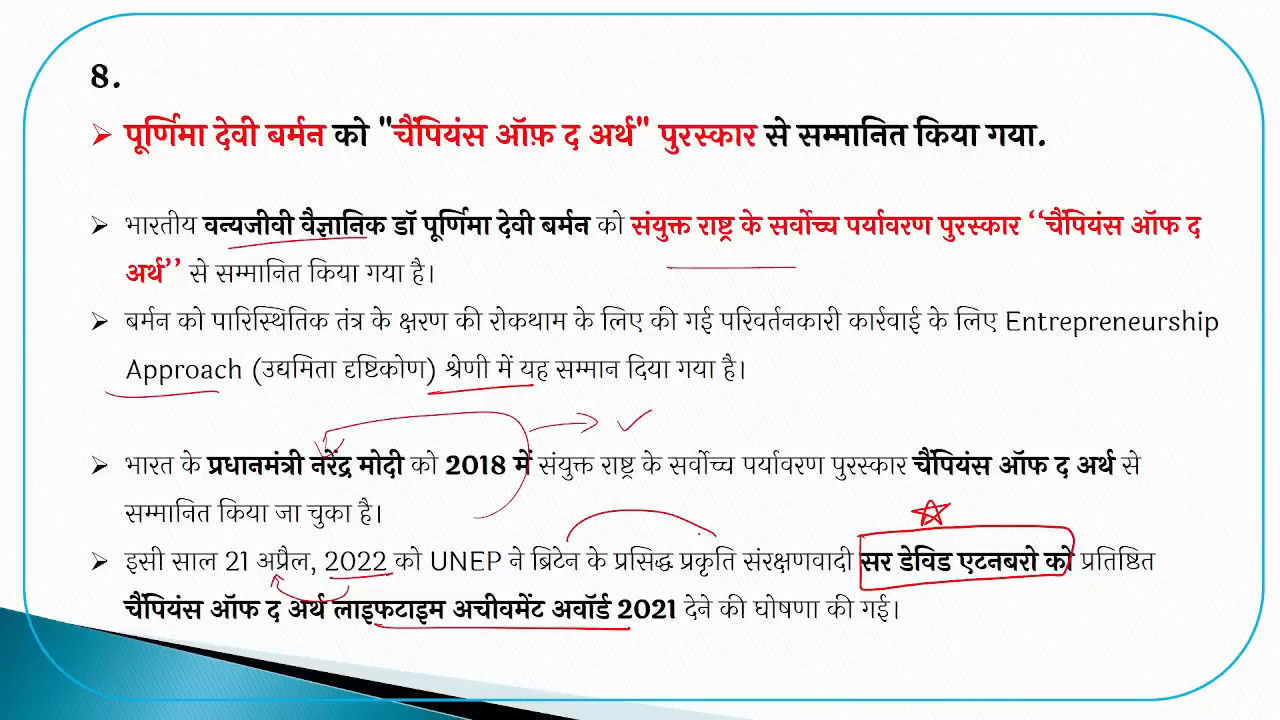 8.
➢ पूर्णिमा देवी बर्मन को "चैंपियंस ऑफ़ द अर्थ" पुरस्कार से सम्मानित किया गया.
➢ भारतीय वन्यजीवी वैज्ञानिक डॉ पूर्णिमा देवी बर्मन को संयुक्त राष्ट्र के सर्वोच्च पर्यावरण पुरस्कार ‘‘चैंपियंस ऑफ द
अर्थ’’ से सम्मानित किया गया है।
➢ बर्मन को पारिस्थितिक तंत्र के क्षरण की रोकथाम के लिए की गई परिवर्तनकारी कार्रवाई के लिए Entrepreneurship
Approach (उद्यमिता दृष्टिकोण) श्रेणी में यह सम्मान दिया गया है।
➢ भारत के प्रधानमंत्री नरेंद्र मोदी को 2018 में संयुक्त राष्ट्र के सर्वोच्च पर्यावरण पुरस्कार चैंपियंस ऑफ द अर्थ से
सम्मानित किया जा चुका है।
➢ इसी साल 21 अप्रैल, 2022 को UNEP ने ब्रिटेन के प्रसिद्ध प्रकृति संरक्षणवादी सर डेविड एटनबरो को प्रतिष्ठित
चैंपियंस ऑफ द अर्थ लाइफटाइम अचीवमेंट अवॉर्ड 2021 देने की घोषणा की गई।